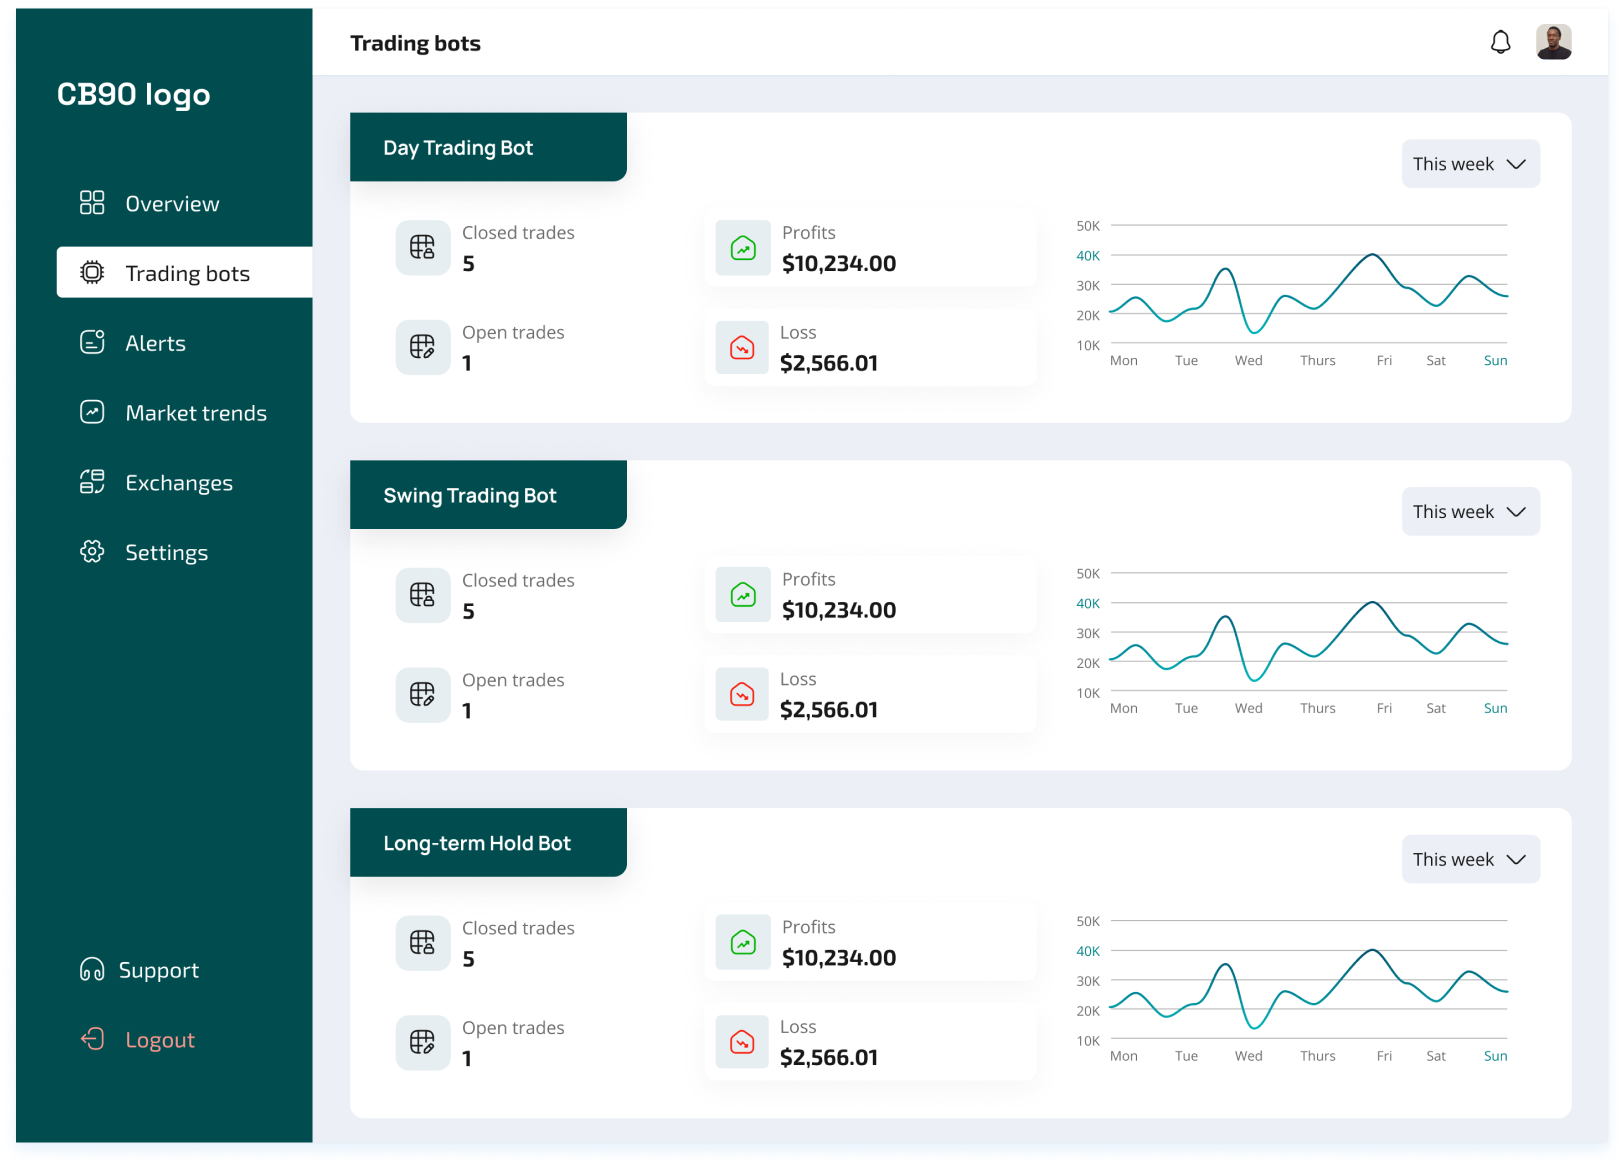 CB90 logo
Overview
Trading bots
Alerts
Market trends
Exchanges
Settings
Support
Logout
Trading bots
Day Trading Bot
This week
Closed trades
5
Open trades
1
Profits
$10,234.00
Loss
$2,566.01
50K
40K
30K
20K
10K
Mon Tue Wed Thurs Fri Sat Sun
Swing Trading Bot
This week
Closed trades
5
Open trades
1
Profits
$10,234.00
Loss
$2,566.01
50K
40K
30K
20K
10K
Mon Tue Wed Thurs Fri Sat Sun
Long-term Hold Bot
This week
Closed trades
5
Open trades
1
Profits
$10,234.00
Loss
$2,566.01
50K
40K
30K
20K
10K
Mon Tue Wed Thurs Fri Sat Sun